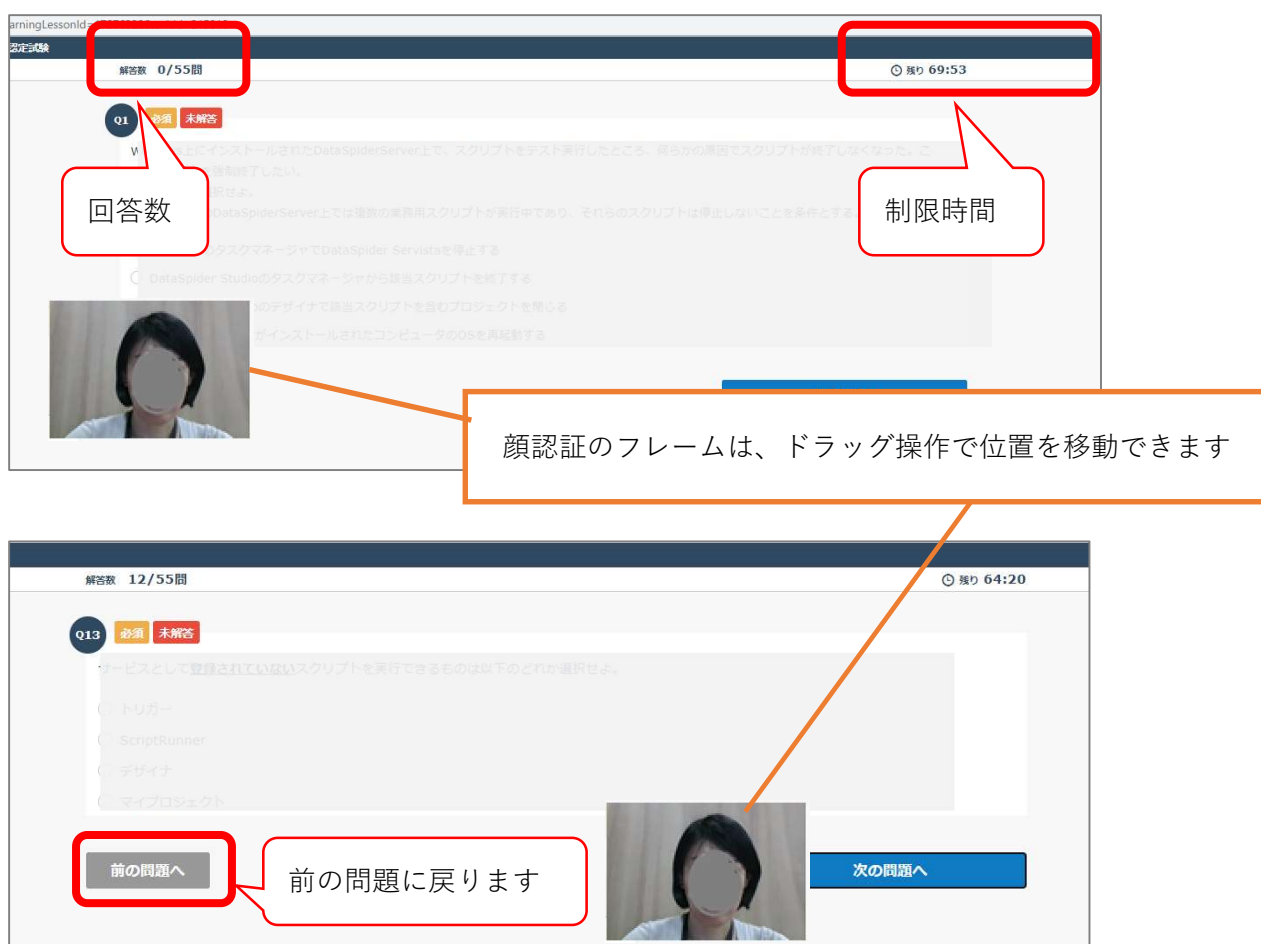 認定試験
解答数 0/55問
残り 69:53
Q1 必須 未解答
上にインストールされたDataSpiderServer上で、スクリプトをテスト実行したところ、何らかの原因でスクリプトが終了しなくなった。こ
強制終了したい。
択せよ。
DataSpiderServer上では複数の業務用スクリプトが実行中であり、それらのスクリプトは停止しないことを条件とする
のタスクマネージャでDataSpider Servistaを停止する
DataSpider Studioのタスクマネージャから該当スクリプトを終了する
のデザイナで該当スクリプトを含むプロジェクトを閉じる
がインストールされたコンピュータのOSを再起動する
回答数
制限時間
顔認証のフレームは、ドラッグ操作で位置を移動できます
解答数 12/55問
残り 64:20
Q13 必須 未解答
サービスとして登録されていないスクリプトを実行できるものは以下のどれか選択せよ。
トリガー
ScriptRunner
デザイナ
マイプロジェクト
前の問題へ
前の問題に戻ります
次の問題へ